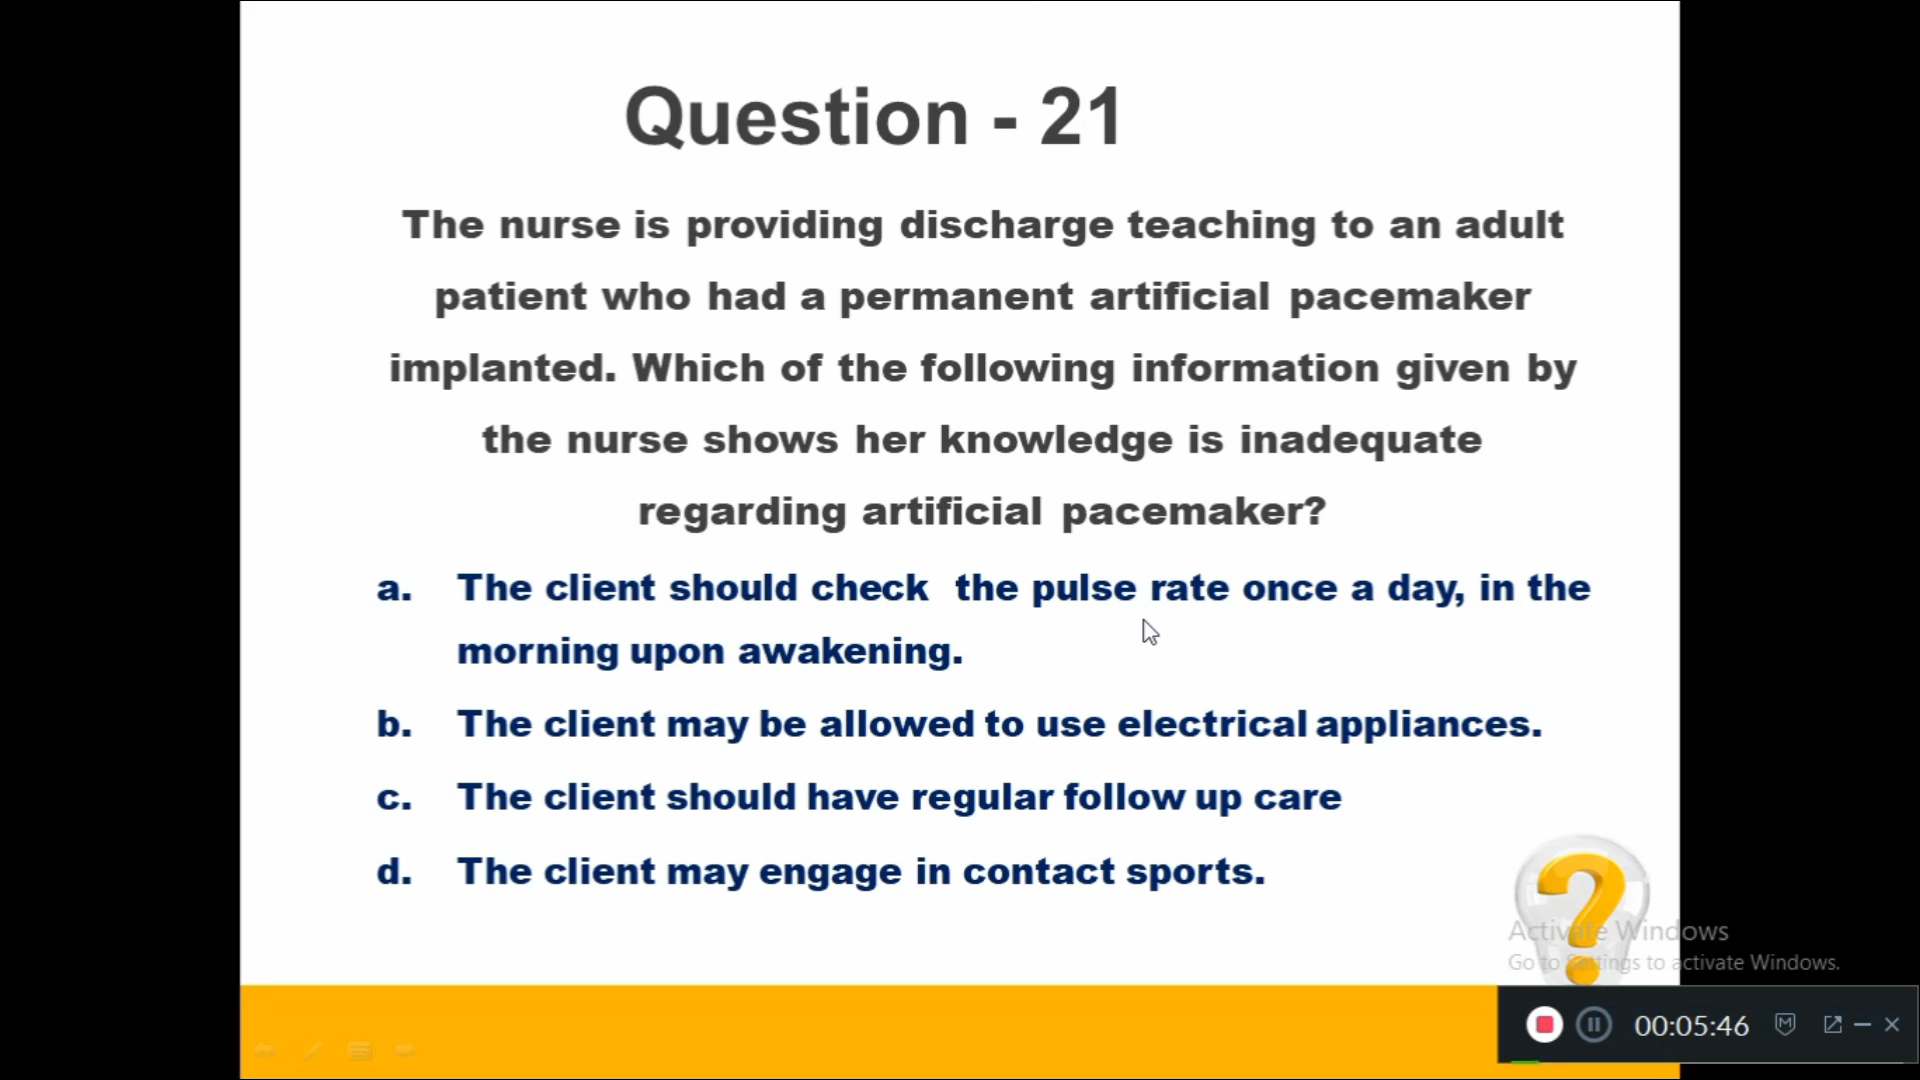 Question - 21
The nurse is providing discharge teaching to an adult
patient who had a permanent artificial pacemaker
implanted. Which of the following information given by
the nurse shows her knowledge is inadequate
regarding artificial pacemaker?
a. The client should check the pulse rate once a day, in the
morning upon awakening.
b. The client may be allowed to use electrical appliances.
c. The client should have regular follow up care
d. The client may engage in contact sports.
?
Activate Windows
Go to Settings to activate Windows.
00:05:46